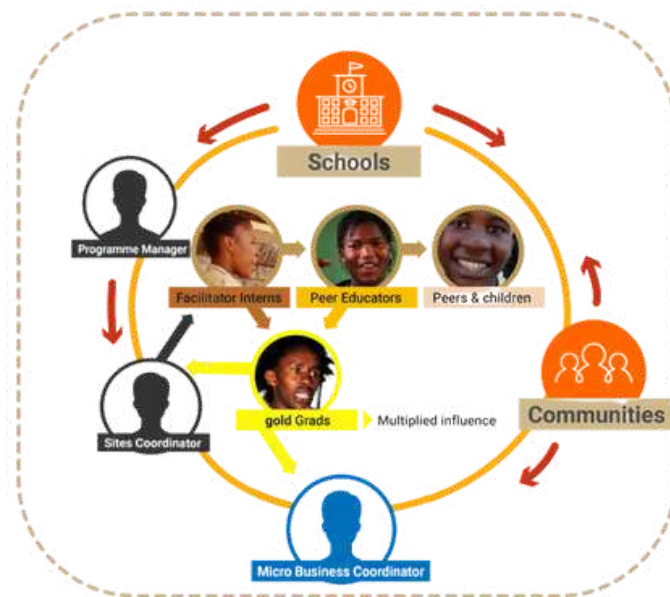 Schools
Programme Manager
Facilitator Interns
Peer Educators
Peers & children
gold Grads
Multiplied influence
Communities
Sites Coordinator
Micro Business Coordinator